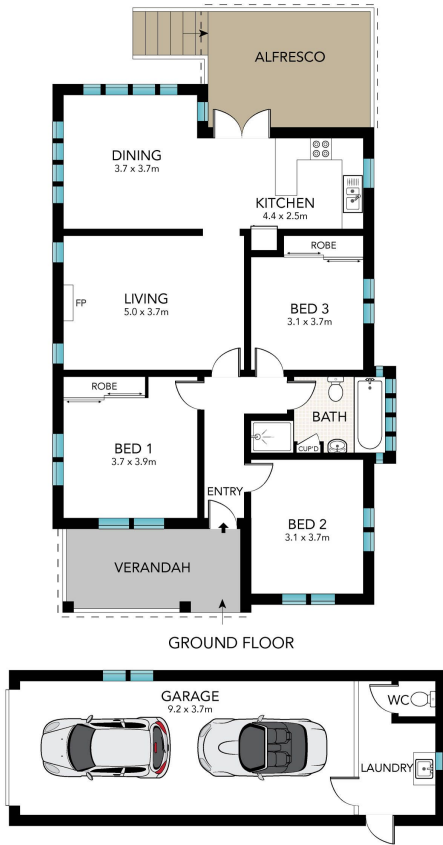 ALFRESCO
DINING
3.7 x 3.7m
KITCHEN
4.4 x 2.5m
ROBE
LIVING
5.0 x 3.7m
FP
BED 3
3.1 x 3.7m
ROBE
BED 1
3.7 x 3.9m
BATH
CUP'D
ENTRY
BED 2
3.1 x 3.7m
VERANDAH
GROUND FLOOR
GARAGE
9.2 x 3.7m
WC
LAUNDRY